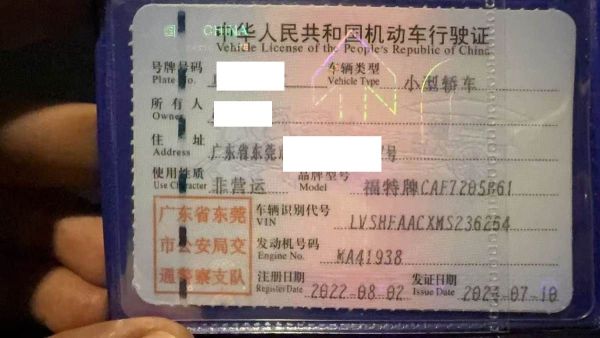 CHINA
中华人民共和国机动车行驶证
Vehicle License of the People's Republic of China
号牌号码 车辆类型 小型轿车
Plate No. Vehicle Type
所有人
Owner
住址 广东省东莞 号
Address
使用性质 非营运 品牌型号 福特牌CAF7205B61
Use Character Model
广东省东莞
市公安局交
通警察支队
车辆识别代号 LVSHFAACXMS236254
VIN
发动机号码 MA41938
Engine No.
注册日期 2022-08-02 发证日期
Register Date Issue Date